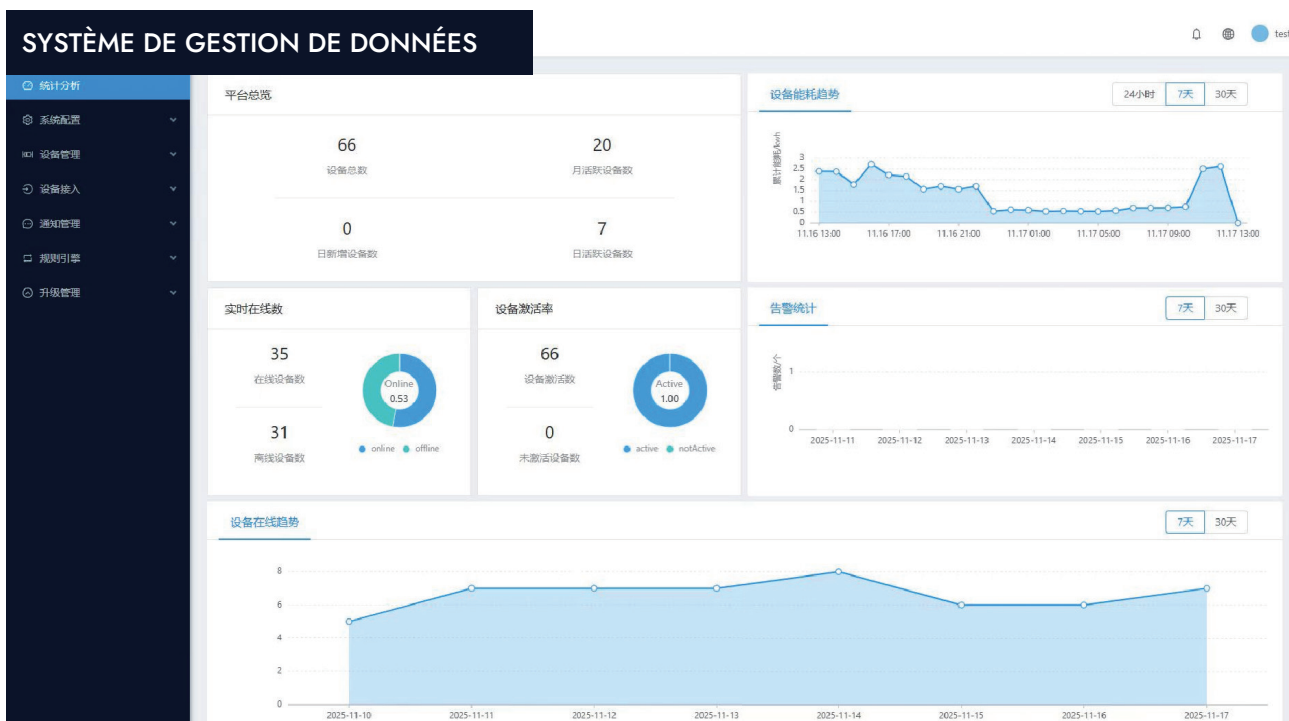 SYSTÈME DE GESTION DE DONNÉES
test
统计分析
系统配置
设备管理
设备接入
通知管理
规则引擎
升级管理
平台总览
66
设备总数
20
月活跃设备数
0
日新增设备数
7
日活跃设备数
设备能耗趋势
24小时 7天 30天
累计能耗/kwh
3
2.5
2
1.5
1
0.5
0
11.16 13:00 11.16 17:00 11.16 21:00 11.17 01:00 11.17 05:00 11.17 09:00 11.17 13:00
实时在线数
35
在线设备数
31
离线设备数
Online
0.53
online offline
设备激活率
66
设备激活数
0
未激活设备数
Active
1.00
active notActive
告警统计
7天 30天
告警数/个
1
0
2025-11-11 2025-11-12 2025-11-13 2025-11-14 2025-11-15 2025-11-16 2025-11-17
设备在线趋势
7天 30天
8
6
4
2
0
2025-11-10 2025-11-11 2025-11-12 2025-11-13 2025-11-14 2025-11-15 2025-11-16 2025-11-17